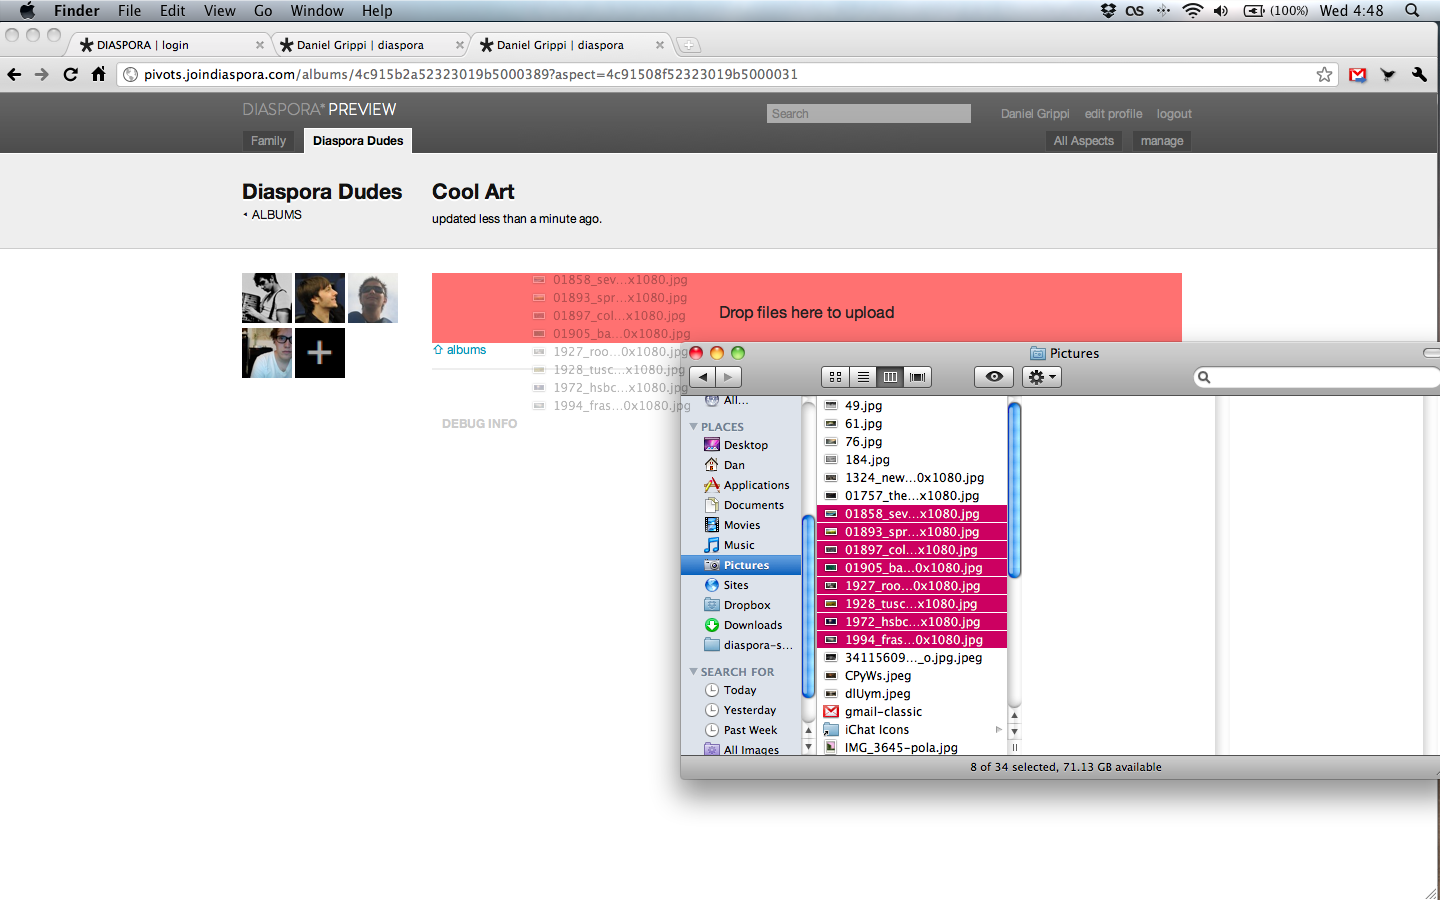 Finder File Edit View Go Window Help (100%) Wed 4:48
DIASPORA | login
Daniel Grippi | diaspora
Daniel Grippi | diaspora
pivots.joindiaspora.com/albums/4c915b2a52323019b5000389?aspect=4c91508f52323019b5000031
DIASPORA* PREVIEW
Search
Daniel Grippi edit profile logout
Family Diaspora Dudes
All Aspects manage
Diaspora Dudes
ALBUMS
Cool Art
updated less than a minute ago.
01858_sev...x1080.jpg
01893_spr...x1080.jpg
01897_col...x1080.jpg
01905_ba...0x1080.jpg
1927_roo...0x1080.jpg
1928_tusc...x1080.jpg
1972_hsbc...x1080.jpg
1994_fras...0x1080.jpg
Drop files here to upload
albums
DEBUG INFO
Pictures
All...
PLACES
Desktop
Dan
Applications
Documents
Movies
Music
Pictures
Sites
Dropbox
Downloads
diaspora-s...
SEARCH FOR
Today
Yesterday
Past Week
All Images
49.jpg
61.jpg
76.jpg
184.jpg
1324_new...0x1080.jpg
01757_the...x1080.jpg
01858_sev...x1080.jpg
01893_spr...x1080.jpg
01897_col...x1080.jpg
01905_ba...0x1080.jpg
1927_roo...0x1080.jpg
1928_tusc...x1080.jpg
1972_hsbc...x1080.jpg
1994_fras...0x1080.jpg
34115609..._o.jpg.jpeg
CPyWs.jpeg
dlUym.jpeg
gmail-classic
iChat Icons
IMG_3645-pola.jpg
8 of 34 selected, 71.13 GB available